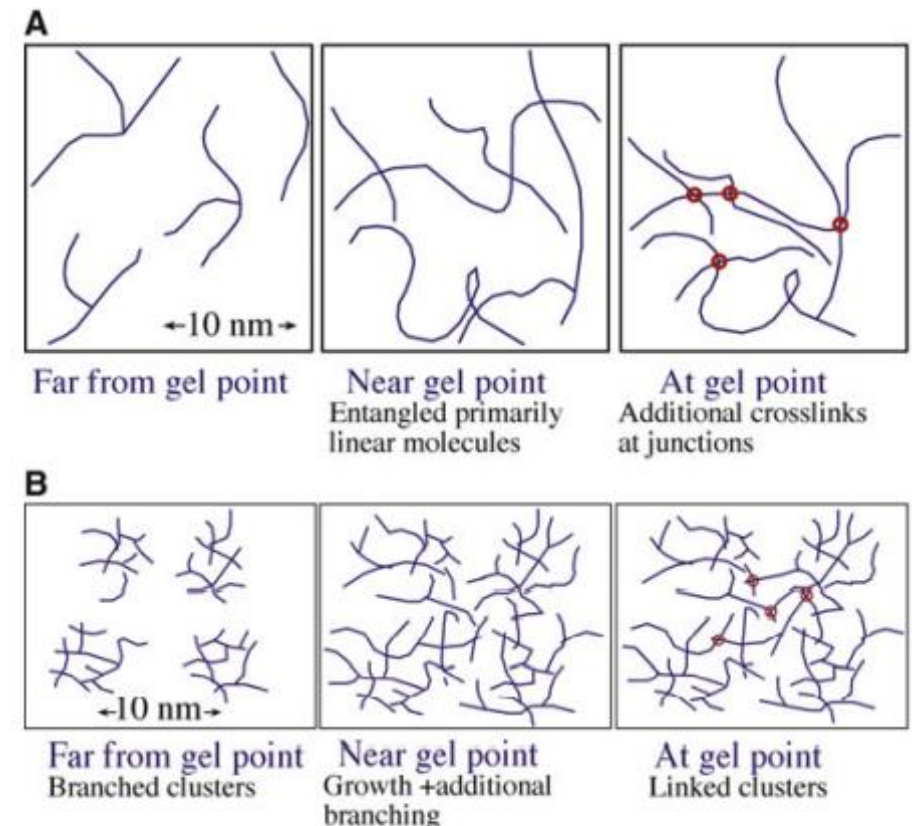 A
←10 nm→
Far from gel point
Near gel point
Entangled primarily
linear molecules
At gel point
Additional crosslinks
at junctions
B
←10 nm→
Far from gel point
Branched clusters
Near gel point
Growth +additional
branching
At gel point
Linked clusters